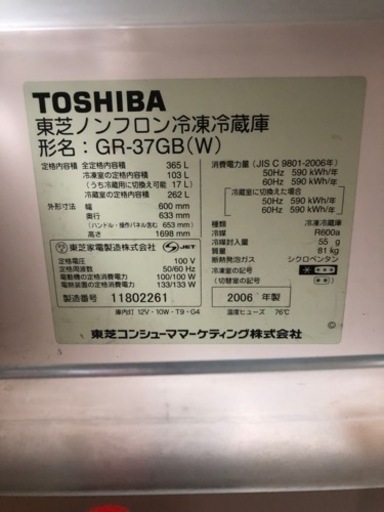 TOSHIBA
東芝ノンフロン冷凍冷蔵庫
形名：GR-37GB(W)
定格内容積 全定格内容積 365 L
冷凍室の定格内容積 103 L
(うち冷蔵用に切換え可能 17 L)
冷蔵室の定格内容積 262 L
外形寸法 幅 600 mm
奥行 633 mm
(ハンドル・操作パネル含む 653 mm)
高さ 1698 mm
東芝家電製造株式会社 S JET
定格電圧 100 V
定格周波数 50/60 Hz
電動機の定格消費電力 100/100 W
電熱装置の定格消費電力 133/133 W
製造番号 11802261
消費電力量 (JIS C 9801-2006年)
50Hz 590 kWh/年
60Hz 590 kWh/年
冷蔵室に切換えた場合
50Hz 590 kWh/年
60Hz 590 kWh/年
種類 冷凍冷蔵庫
冷媒 R600a
冷媒封入量 55 g
質量 81 kg
断熱発泡ガス シクロペンタン
冷凍室の記号
(切替室の記号)
2006 年製
庫内灯 12V・10W・T9・G4
温度ヒューズ 76℃
東芝コンシューママーケティング株式会社